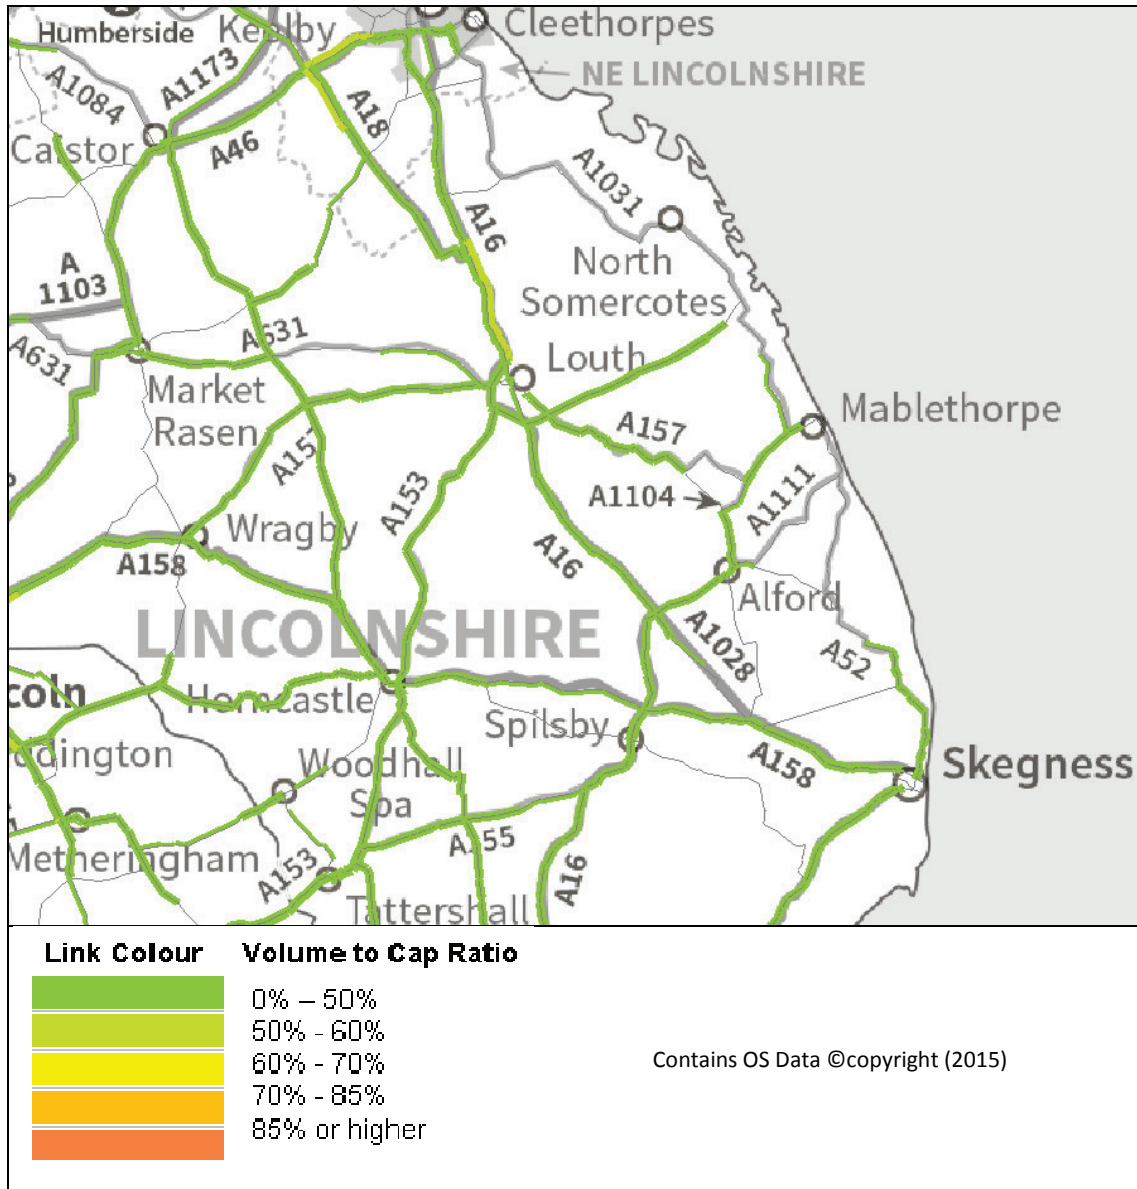 Cleethorpes
Humberside
Keelby
NE LINCOLNSHIRE
A1173
A1084
A18
Caistor
A46
A1031
A16
North
Somercotes
A
1103
A631
A631
Louth
Market
Rasen
Mablethorpe
A157
A157
A153
A1104
A1111
Wragby
A158
A16
Alford
LINCOLNSHIRE
A1028
A52
coln
Horncastle
Spilsby
ddington
Woodhall
Spa
A158
Skegness
A155
Metheringham
A153
A16
Tattershall
Link Colour Volume to Cap Ratio
0% – 50%
50% - 60%
60% - 70%
70% - 85%
85% or higher
Contains OS Data ©copyright (2015)